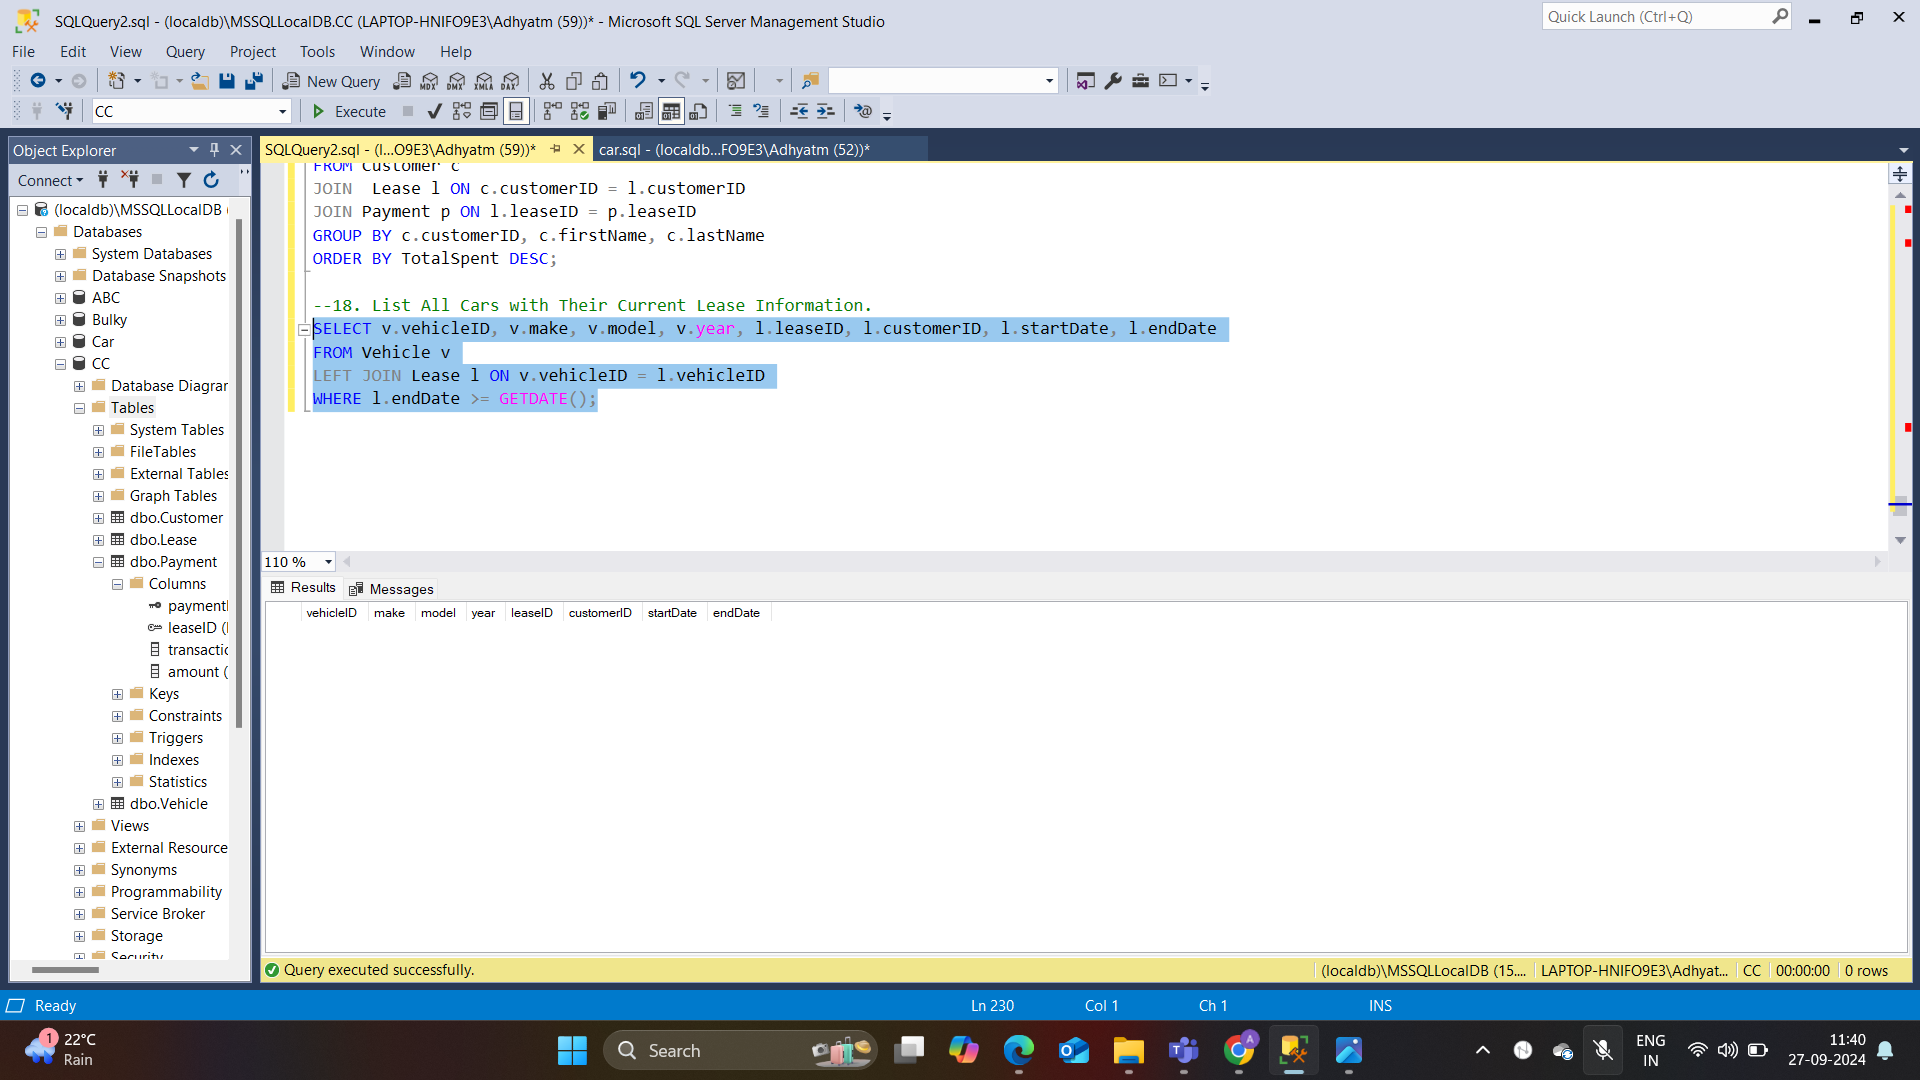 SQLQuery2.sql - (localdb)\MSSQLLocalDB.CC (LAPTOP-HNIFO9E3\Adhyatm (59))* - Microsoft SQL Server Management Studio
Quick Launch (Ctrl+Q)
File Edit View Query Project Tools Window Help
New Query MDX DMX XMLA DAX
CC Execute
Object Explorer
SQLQuery2.sql - (l...O9E3\Adhyatm (59))* car.sql - (localdb...FO9E3\Adhyatm (52))*
Connect
(localdb)\MSSQLLocalDB (
Databases
System Databases
Database Snapshots
ABC
Bulky
Car
CC
Database Diagrar
Tables
System Tables
FileTables
External Tables
Graph Tables
dbo.Customer
dbo.Lease
dbo.Payment
Columns
paymentI
leaseID (
transactic
amount (
Keys
Constraints
Triggers
Indexes
Statistics
dbo.Vehicle
Views
External Resource
Synonyms
Programmability
Service Broker
Storage
Security
FROM Customer c
JOIN  Lease l ON c.customerID = l.customerID
JOIN Payment p ON l.leaseID = p.leaseID
GROUP BY c.customerID, c.firstName, c.lastName
ORDER BY TotalSpent DESC;
--18. List All Cars with Their Current Lease Information.
SELECT v.vehicleID, v.make, v.model, v.year, l.leaseID, l.customerID, l.startDate, l.endDate
FROM Vehicle v
LEFT JOIN Lease l ON v.vehicleID = l.vehicleID
WHERE l.endDate >= GETDATE();
110 %
Results Messages
vehicleID make model year leaseID customerID startDate endDate
Query executed successfully.
(localdb)\MSSQLLocalDB (15.... LAPTOP-HNIFO9E3\Adhyat... CC 00:00:00 0 rows
Ready Ln 230 Col 1 Ch 1 INS
1
22°C
Rain
Search
A
ENG
IN
11:40
27-09-2024